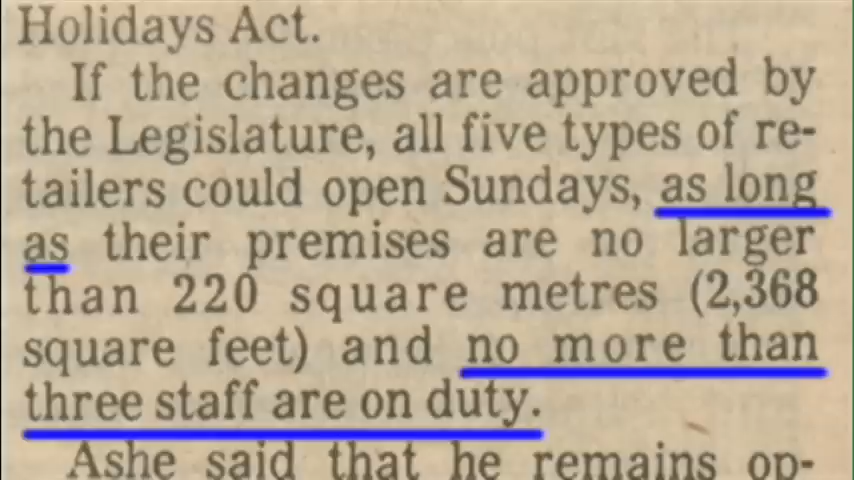 Holidays Act.
If the changes are approved by
the Legislature, all five types of re-
tailers could open Sundays, as long
as their premises are no larger
than 220 square metres (2,368
square feet) and no more than
three staff are on duty.
Ashe said that he remains op-